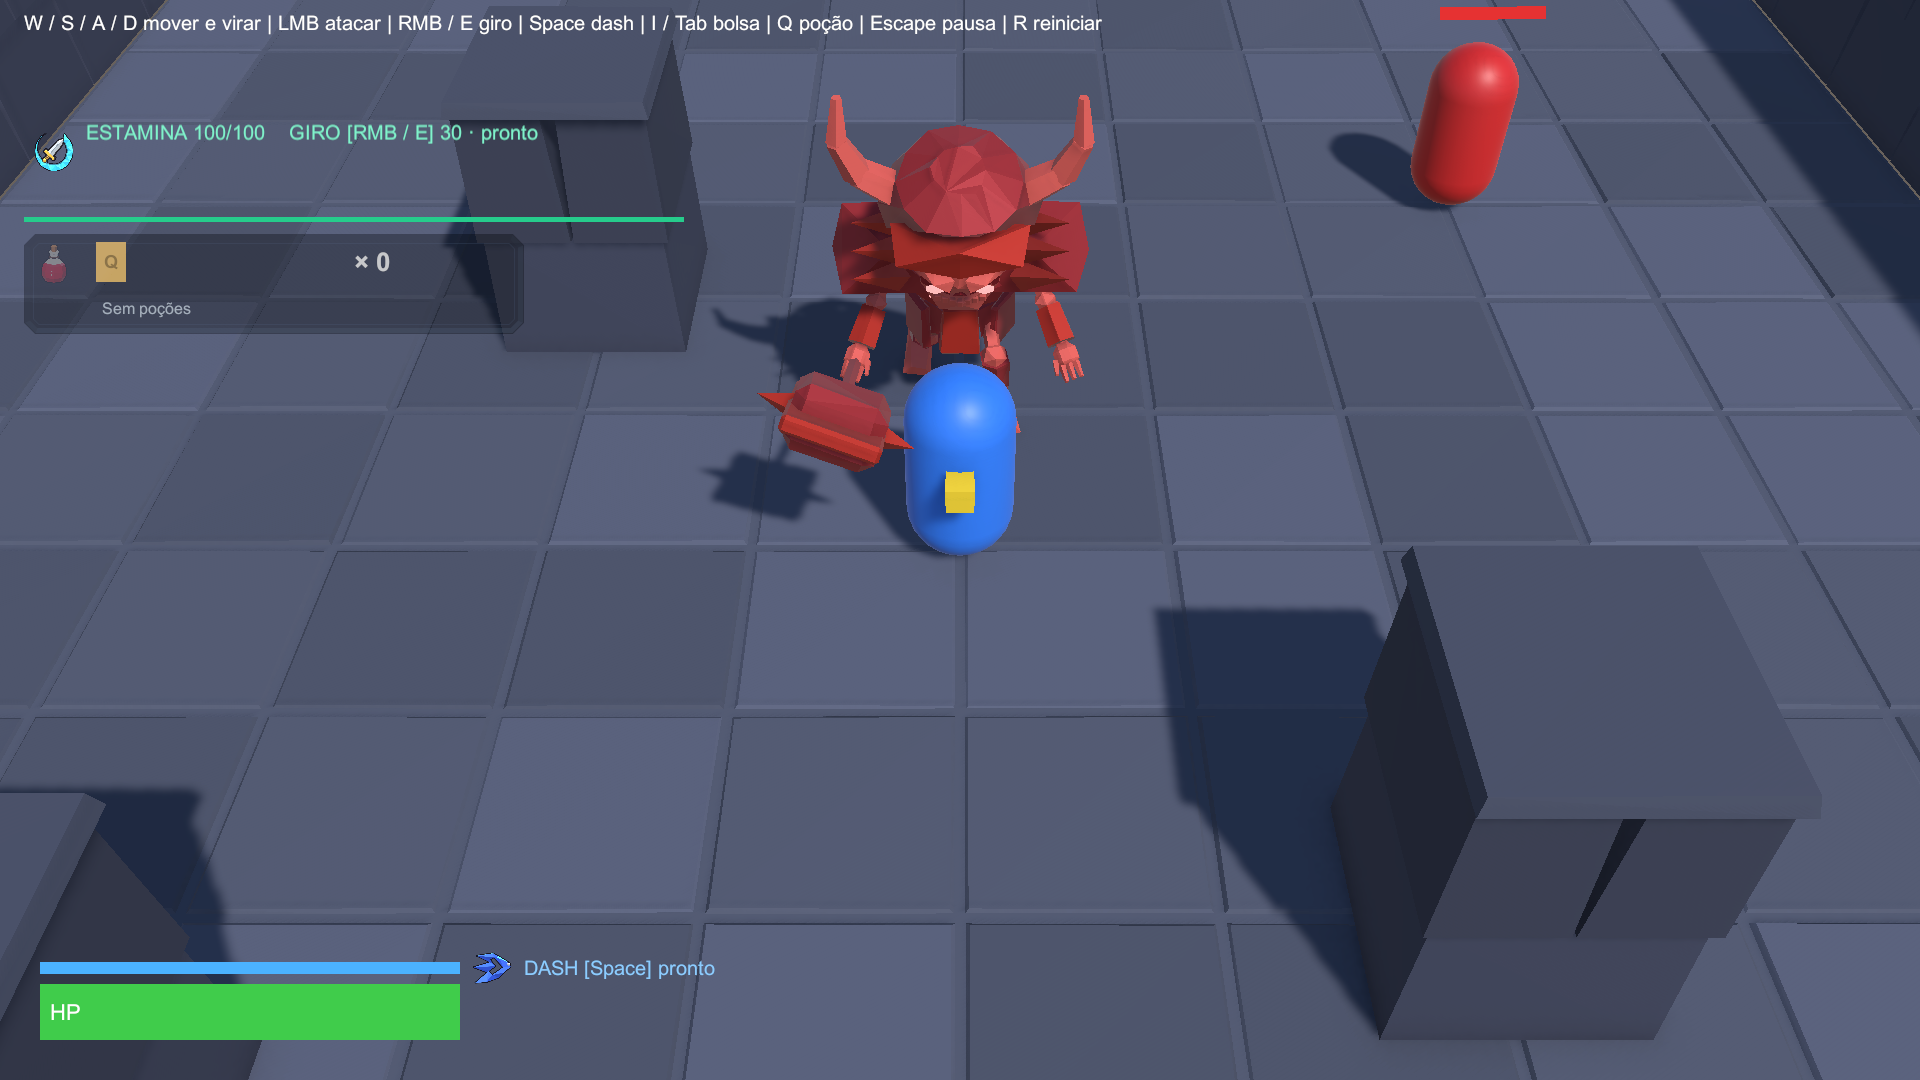 W / S / A / D mover e virar | LMB atacar | RMB / E giro | Space dash | I / Tab bolsa | Q poção | Escape pausa | R reiniciar
ESTAMINA 100/100 GIRO [RMB / E] 30 · pronto
Q × 0
Sem poções
DASH [Space] pronto
HP